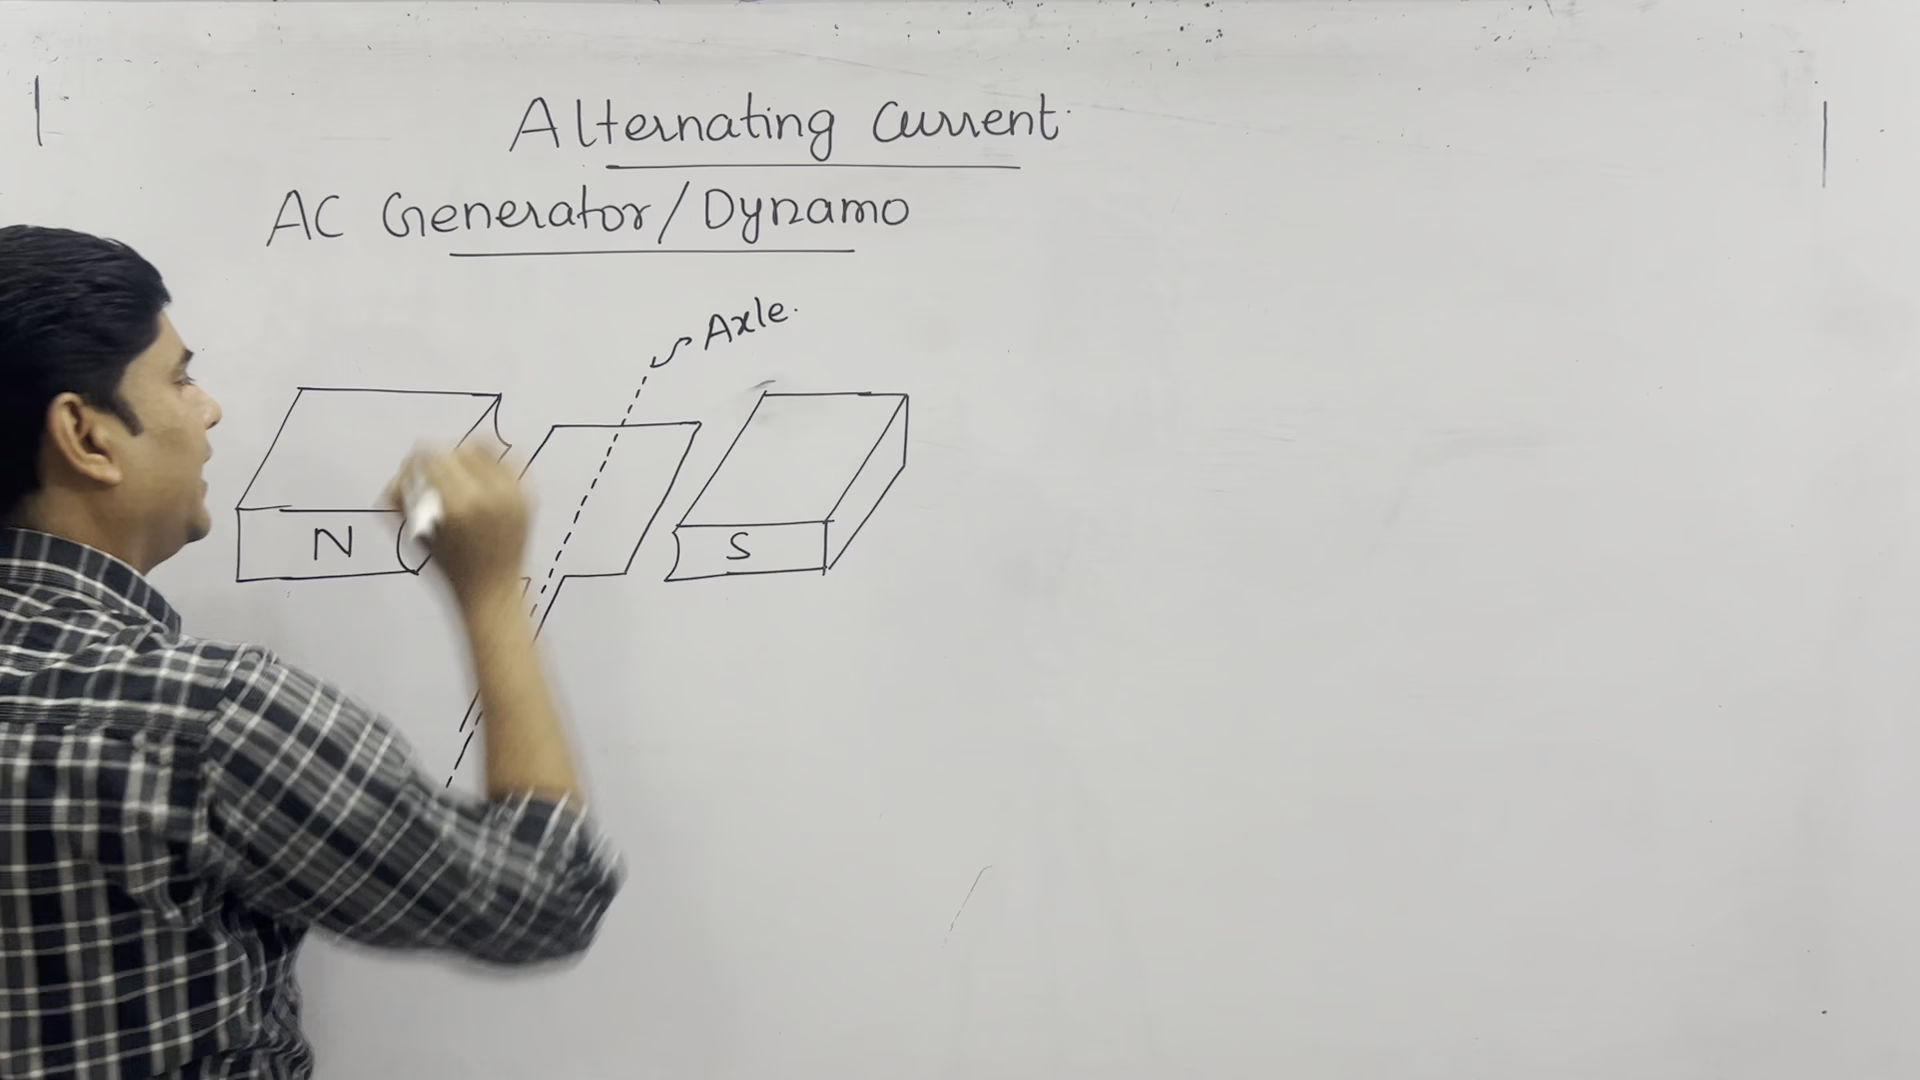 Alternating Current
AC Generator/Dynamo
Axle.
N
S